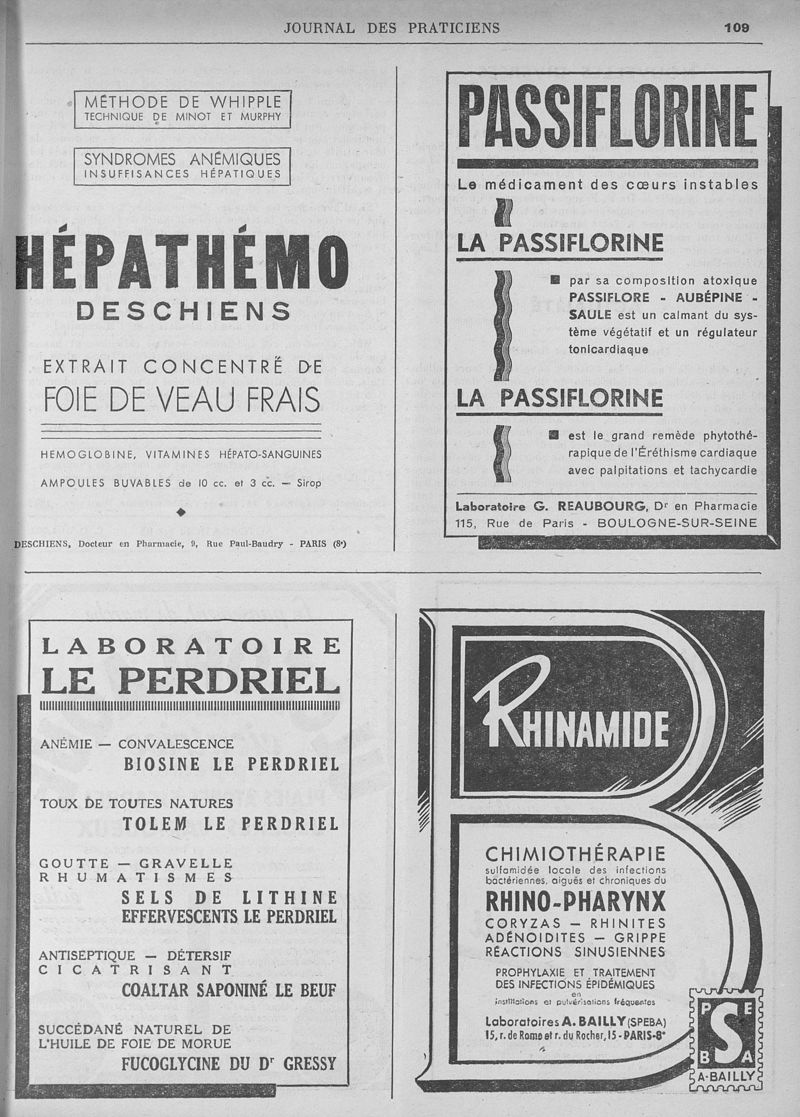 JOURNAL DES PRATICIENS 109
MÉTHODE DE WHIPPLE
TECHNIQUE DE MINOT ET MURPHY
SYNDROMES ANÉMIQUES
INSUFFISANCES HÉPATIQUES
HÉPATHÉMO
DESCHIENS
EXTRAIT CONCENTRÉ DE
FOIE DE VEAU FRAIS
HEMOGLOBINE, VITAMINES HÉPATO-SANGUINES
AMPOULES BUVABLES de 10 cc. et 3 cc. — Sirop
DESCHIENS, Docteur en Pharmacie, 9, Rue Paul-Baudry - PARIS (8e)
PASSIFLORINE
Le médicament des cœurs instables
LA PASSIFLORINE
par sa composition atoxique
PASSIFLORE - AUBÉPINE -
SAULE est un calmant du sys-
tème végétatif et un régulateur
tonicardiaque
LA PASSIFLORINE
est le grand remède phytothé-
rapique de l'Éréthisme cardiaque
avec palpitations et tachycardie
Laboratoire G. REAUBOURG, Dr en Pharmacie
115, Rue de Paris - BOULOGNE-SUR-SEINE
LABORATOIRE
LE PERDRIEL
ANÉMIE — CONVALESCENCE
BIOSINE LE PERDRIEL
TOUX DE TOUTES NATURES
TOLEM LE PERDRIEL
GOUTTE — GRAVELLE
RHUMATISMES
SELS DE LITHINE
EFFERVESCENTS LE PERDRIEL
ANTISEPTIQUE — DÉTERSIF
CICATRISANT
COALTAR SAPONINÉ LE BEUF
SUCCÉDANÉ NATUREL DE
L'HUILE DE FOIE DE MORUE
FUCOGLYCINE DU Dr GRESSY
RHINAMIDE
CHIMIOTHÉRAPIE
sulfamidée locale des infections
bactériennes, aiguës et chroniques du
RHINO-PHARYNX
CORYZAS — RHINITES
ADÉNOIDITES — GRIPPE
RÉACTIONS SINUSIENNES
PROPHYLAXIE ET TRAITEMENT
DES INFECTIONS ÉPIDÉMIQUES
en
instillations et pulvérisations fréquentes
Laboratoires A. BAILLY (SPEBA)
15, r. de Rome et r. du Rocher, 15 - PARIS-8e
S
P E
B A
A·BAILLY